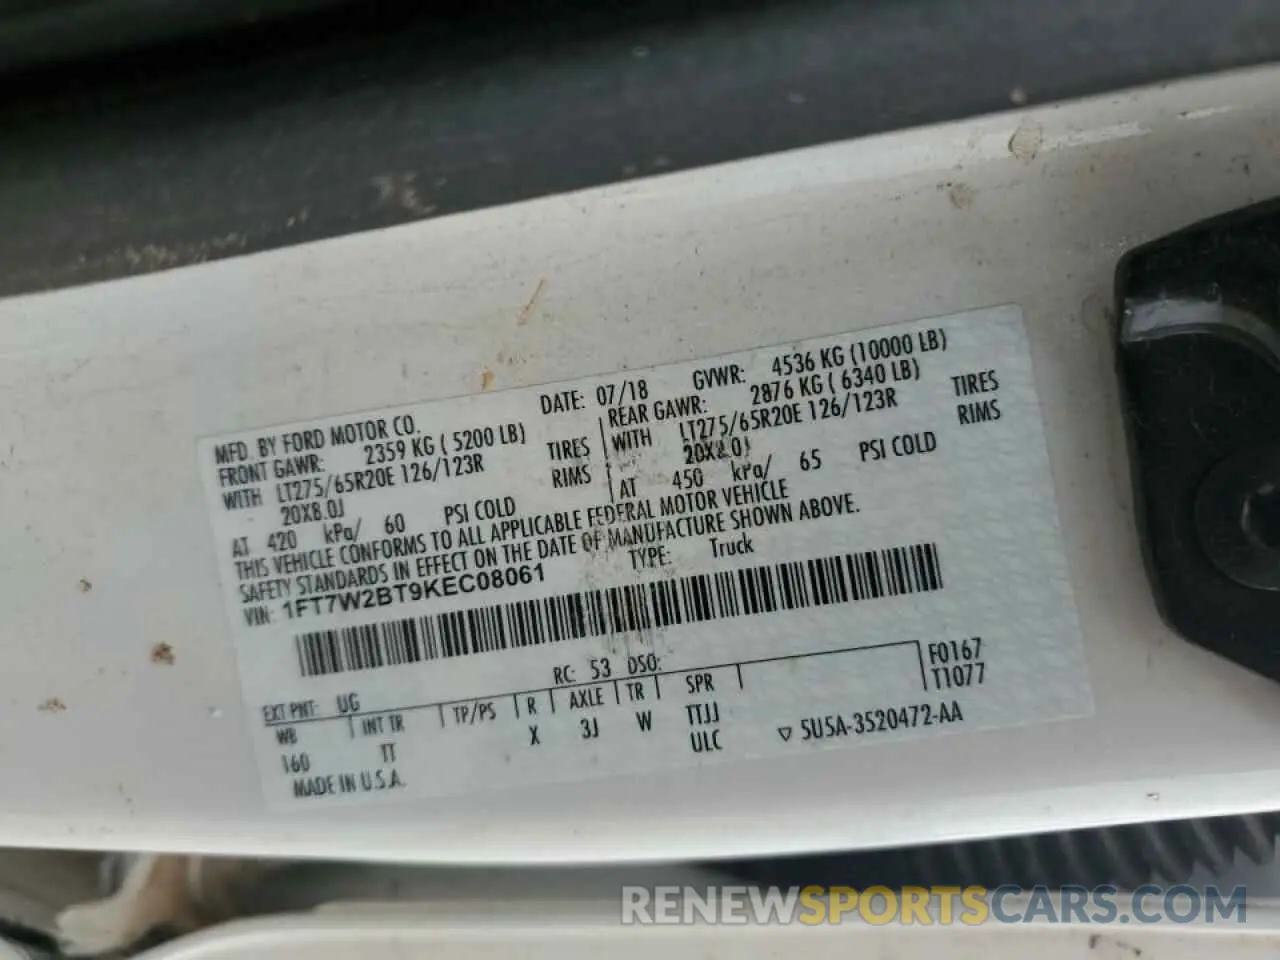 MFD. BY FORD MOTOR CO. DATE: 07/18 GVWR: 4536 KG (10000 LB)
FRONT GAWR: 2359 KG ( 5200 LB) REAR GAWR: 2876 KG ( 6340 LB)
WITH LT275/65R20E 126/123R TIRES WITH LT275/65R20E 126/123R TIRES
20X8.0J RIMS 20X8.0J RIMS
AT 420 kPa/ 60 PSI COLD AT 450 kPa/ 65 PSI COLD
THIS VEHICLE CONFORMS TO ALL APPLICABLE FEDERAL MOTOR VEHICLE
SAFETY STANDARDS IN EFFECT ON THE DATE OF MANUFACTURE SHOWN ABOVE.
VIN: 1FT7W2BT9KEC08061 TYPE: Truck
EXT PNT: UG RC: 53 DSO: F0167
WB INT TR TP/PS R AXLE TR SPR T1077
160 TT X 3J W TTJJ
ULC ▽ 5U5A-3520472-AA
MADE IN U.S.A.
RENEWSPORTSCARS.COM